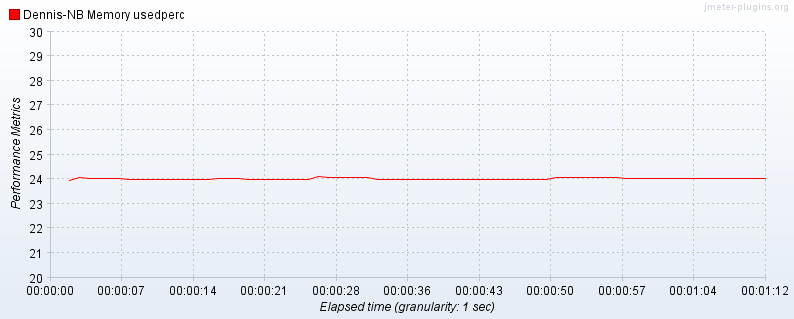 jmeter-plugins.org
Dennis-NB Memory usedperc
30
29
28
27
26
25
24
23
22
21
20
Performance Metrics
00:00:00 00:00:07 00:00:14 00:00:21 00:00:28 00:00:36 00:00:43 00:00:50 00:00:57 00:01:04 00:01:12
Elapsed time (granularity: 1 sec)